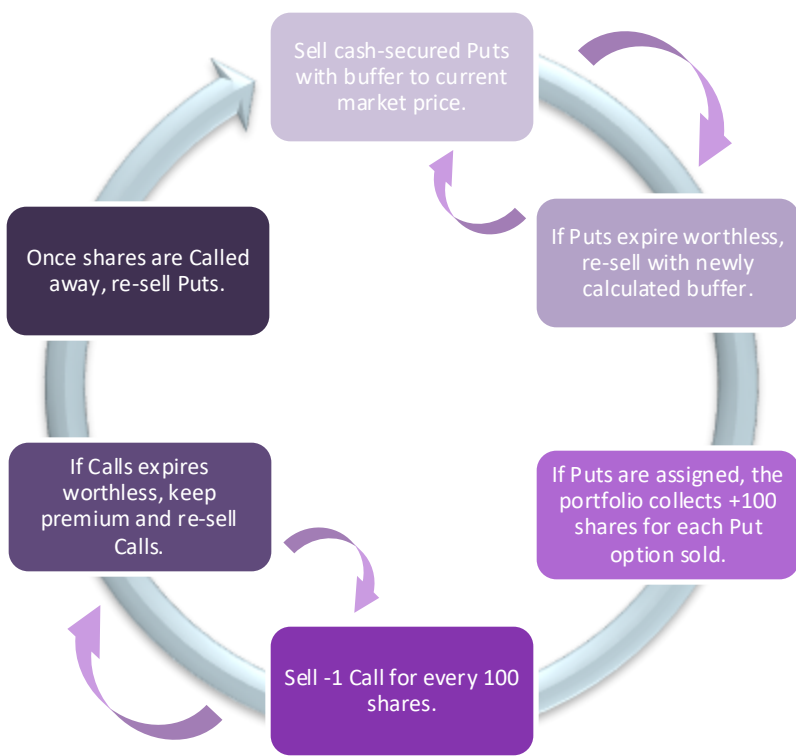 Sell cash-secured Puts
with buffer to current
market price.
If Puts expire worthless,
re-sell with newly
calculated buffer.
If Puts are assigned, the
portfolio collects +100
shares for each Put
option sold.
Sell -1 Call for every 100
shares.
If Calls expires
worthless, keep
premium and re-sell
Calls.
Once shares are Called
away, re-sell Puts.